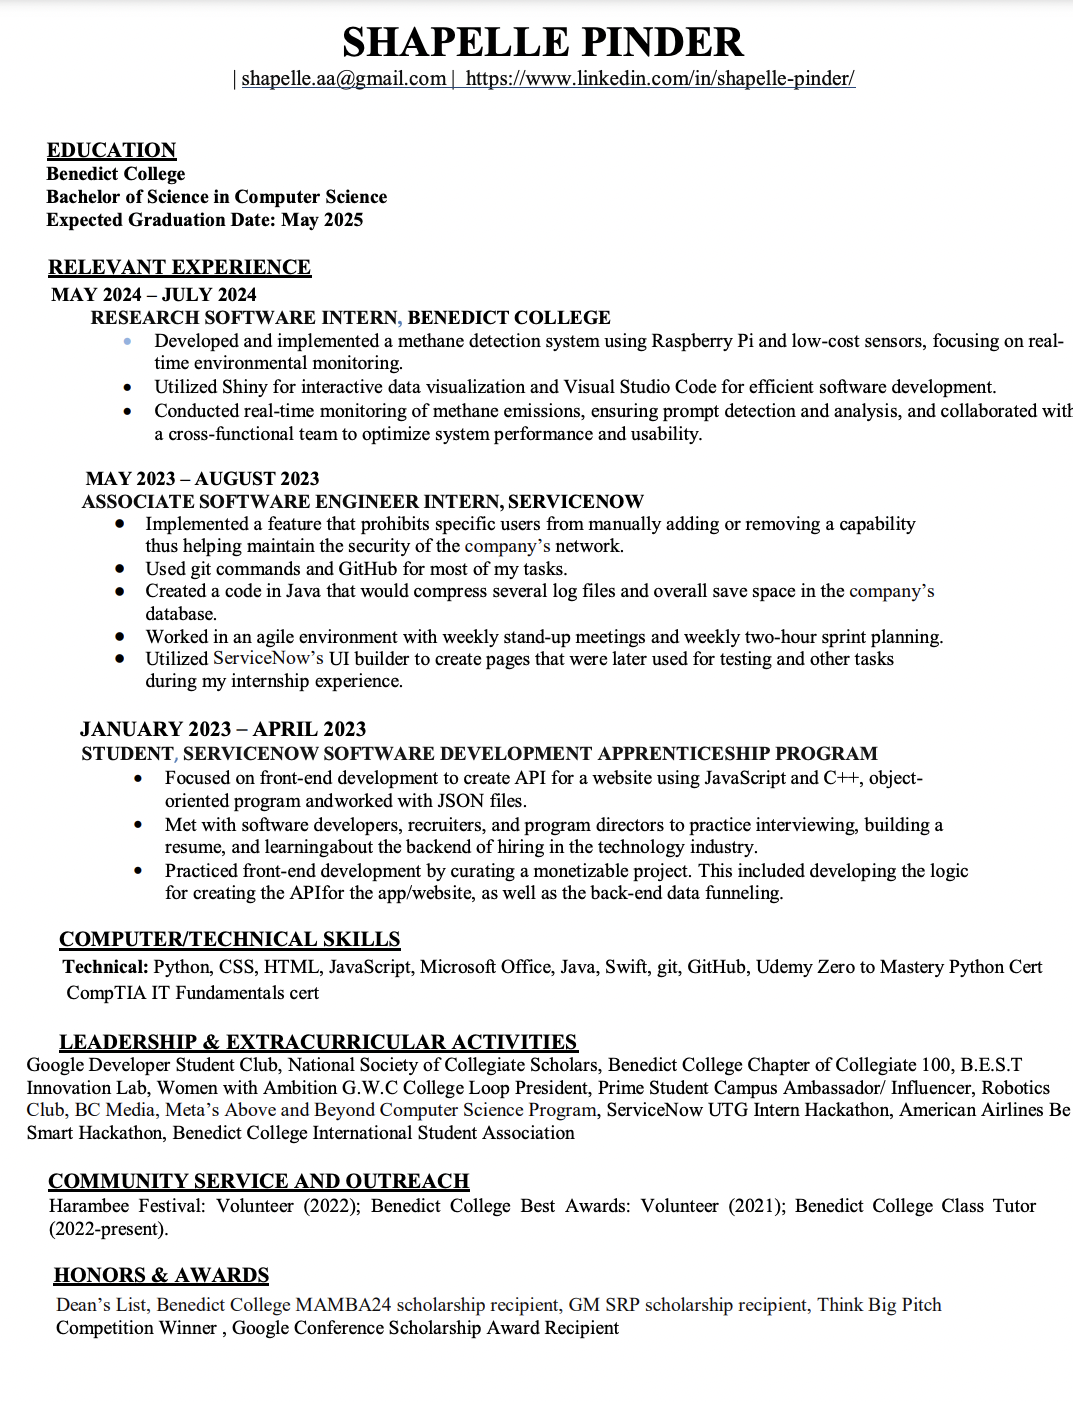 SHAPELLE PINDER
| shapelle.aa@gmail.com | https://www.linkedin.com/in/shapelle-pinder/
EDUCATION
Benedict College
Bachelor of Science in Computer Science
Expected Graduation Date: May 2025
RELEVANT EXPERIENCE
MAY 2024 – JULY 2024
RESEARCH SOFTWARE INTERN, BENEDICT COLLEGE
• Developed and implemented a methane detection system using Raspberry Pi and low-cost sensors, focusing on real-
time environmental monitoring.
• Utilized Shiny for interactive data visualization and Visual Studio Code for efficient software development.
• Conducted real-time monitoring of methane emissions, ensuring prompt detection and analysis, and collaborated with
a cross-functional team to optimize system performance and usability.
MAY 2023 – AUGUST 2023
ASSOCIATE SOFTWARE ENGINEER INTERN, SERVICENOW
• Implemented a feature that prohibits specific users from manually adding or removing a capability
thus helping maintain the security of the company’s network.
• Used git commands and GitHub for most of my tasks.
• Created a code in Java that would compress several log files and overall save space in the company’s
database.
• Worked in an agile environment with weekly stand-up meetings and weekly two-hour sprint planning.
• Utilized ServiceNow’s UI builder to create pages that were later used for testing and other tasks
during my internship experience.
JANUARY 2023 – APRIL 2023
STUDENT, SERVICENOW SOFTWARE DEVELOPMENT APPRENTICESHIP PROGRAM
• Focused on front-end development to create API for a website using JavaScript and C++, object-
oriented program andworked with JSON files.
• Met with software developers, recruiters, and program directors to practice interviewing, building a
resume, and learningabout the backend of hiring in the technology industry.
• Practiced front-end development by curating a monetizable project. This included developing the logic
for creating the APIfor the app/website, as well as the back-end data funneling.
COMPUTER/TECHNICAL SKILLS
Technical: Python, CSS, HTML, JavaScript, Microsoft Office, Java, Swift, git, GitHub, Udemy Zero to Mastery Python Cert
CompTIA IT Fundamentals cert
LEADERSHIP & EXTRACURRICULAR ACTIVITIES
Google Developer Student Club, National Society of Collegiate Scholars, Benedict College Chapter of Collegiate 100, B.E.S.T
Innovation Lab, Women with Ambition G.W.C College Loop President, Prime Student Campus Ambassador/ Influencer, Robotics
Club, BC Media, Meta’s Above and Beyond Computer Science Program, ServiceNow UTG Intern Hackathon, American Airlines Be
Smart Hackathon, Benedict College International Student Association
COMMUNITY SERVICE AND OUTREACH
Harambee Festival: Volunteer (2022); Benedict College Best Awards: Volunteer (2021); Benedict College Class Tutor
(2022-present).
HONORS & AWARDS
Dean’s List, Benedict College MAMBA24 scholarship recipient, GM SRP scholarship recipient, Think Big Pitch
Competition Winner , Google Conference Scholarship Award Recipient